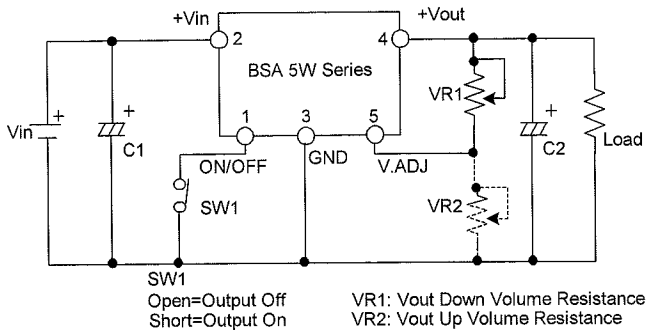 +Vin
+Vout
2
4
BSA 5W Series
1
3
5
ON/OFF
GND
V.ADJ
Vin
+
+
C1
SW1
VR1
VR2
+
C2
Load
SW1
Open=Output Off
Short=Output On
VR1: Vout Down Volume Resistance
VR2: Vout Up Volume Resistance